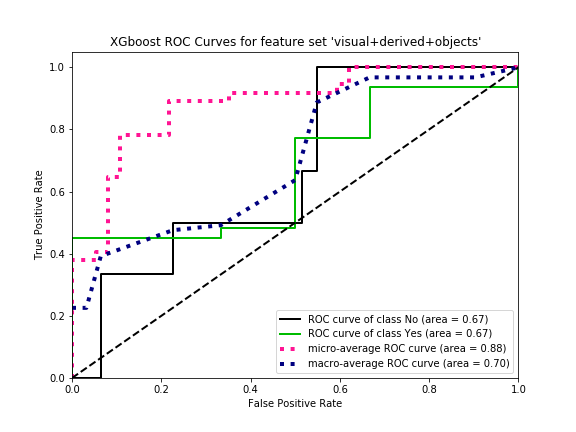 XGboost ROC Curves for feature set 'visual+derived+objects'
1.0
0.8
0.6
0.4
0.2
0.0
True Positive Rate
ROC curve of class No (area = 0.67)
ROC curve of class Yes (area = 0.67)
micro-average ROC curve (area = 0.88)
macro-average ROC curve (area = 0.70)
0.0 0.2 0.4 0.6 0.8 1.0
False Positive Rate